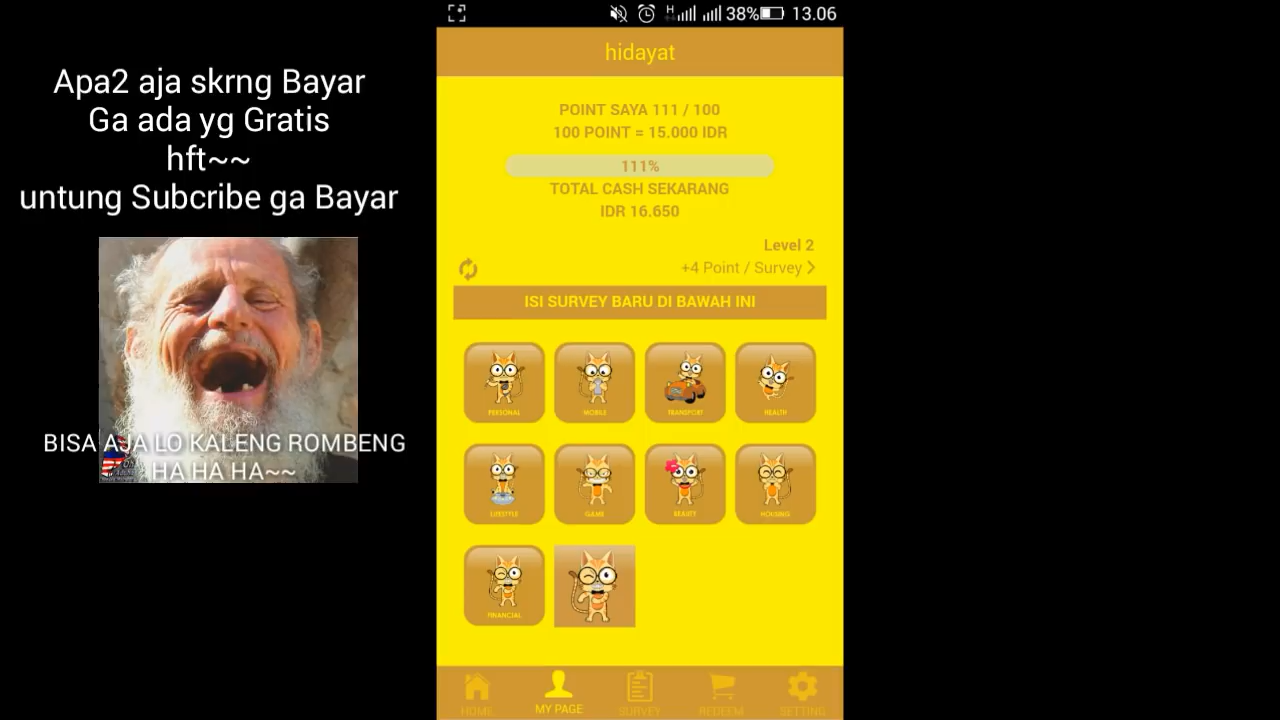 Apa2 aja skrng Bayar
Ga ada yg Gratis
hft~~
untung Subcribe ga Bayar
BISA AJA LO KALENG ROMBENG
HA HA HA~~
H
38%
13.06
hidayat
POINT SAYA 111 / 100
100 POINT = 15.000 IDR
111%
TOTAL CASH SEKARANG
IDR 16.650
Level 2
+4 Point / Survey
ISI SURVEY BARU DI BAWAH INI
PERSONAL
MOBILE
TRANSPORT
HEALTH
LIFESTYLE
GAME
BEAUTY
HOUSING
FINANCIAL
HOME
MY PAGE
SURVEY
REDEEM
SETTING